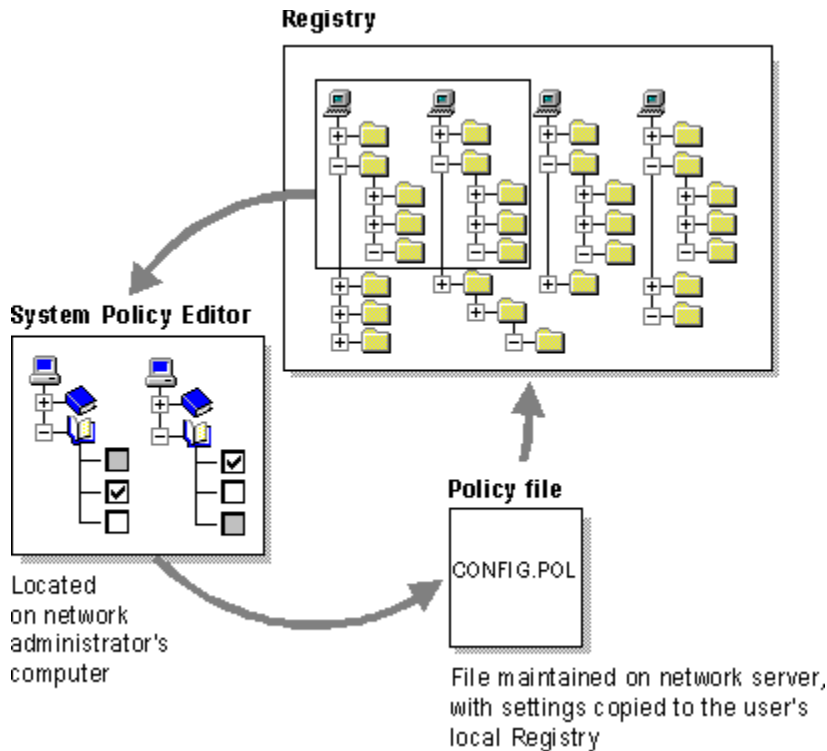 Registry
System Policy Editor
Located
on network
administrator's
computer
Policy file
CONFIG.POL
File maintained on network server,
with settings copied to the user's
local Registry